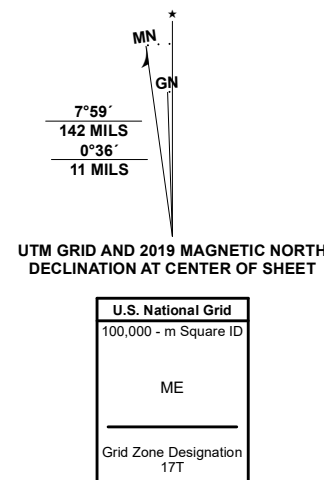 ★
MN
GN
7°59´
142 MILS
0°36´
11 MILS
UTM GRID AND 2019 MAGNETIC NORTH
DECLINATION AT CENTER OF SHEET
U.S. National Grid
100,000 - m Square ID
ME
Grid Zone Designation
17T